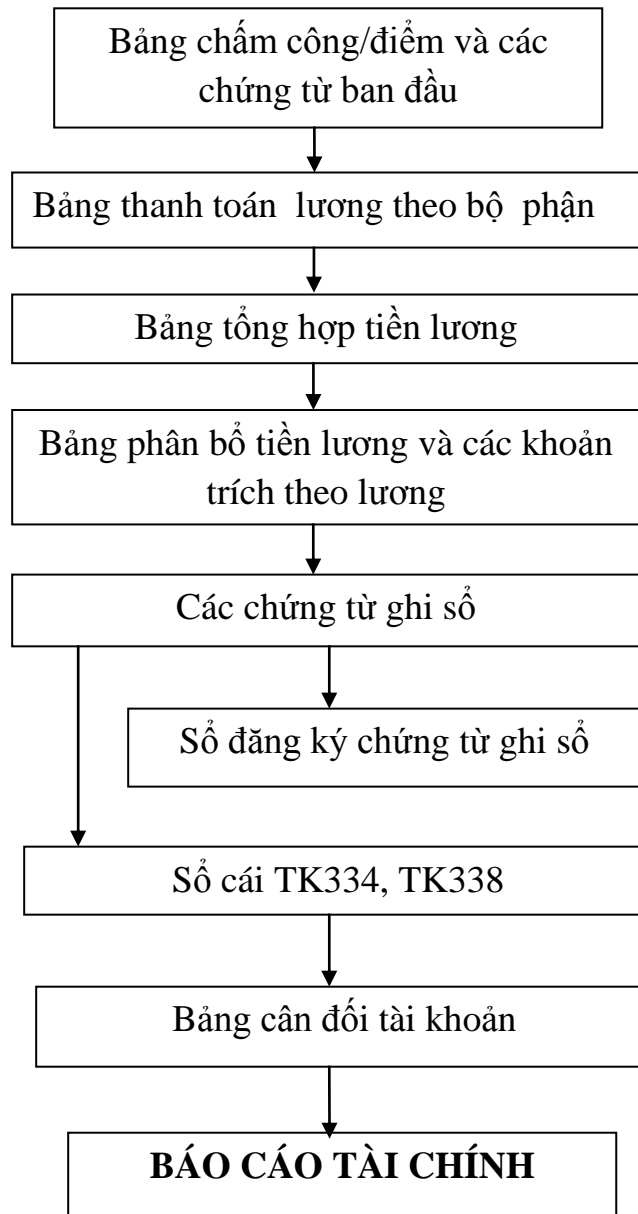 Bảng chấm công/điểm và các
chứng từ ban đầu
Bảng thanh toán lương theo bộ phận
Bảng tổng hợp tiền lương
Bảng phân bổ tiền lương và các khoản
trích theo lương
Các chứng từ ghi sổ
Sổ đăng ký chứng từ ghi sổ
Sổ cái TK334, TK338
Bảng cân đối tài khoản
BÁO CÁO TÀI CHÍNH